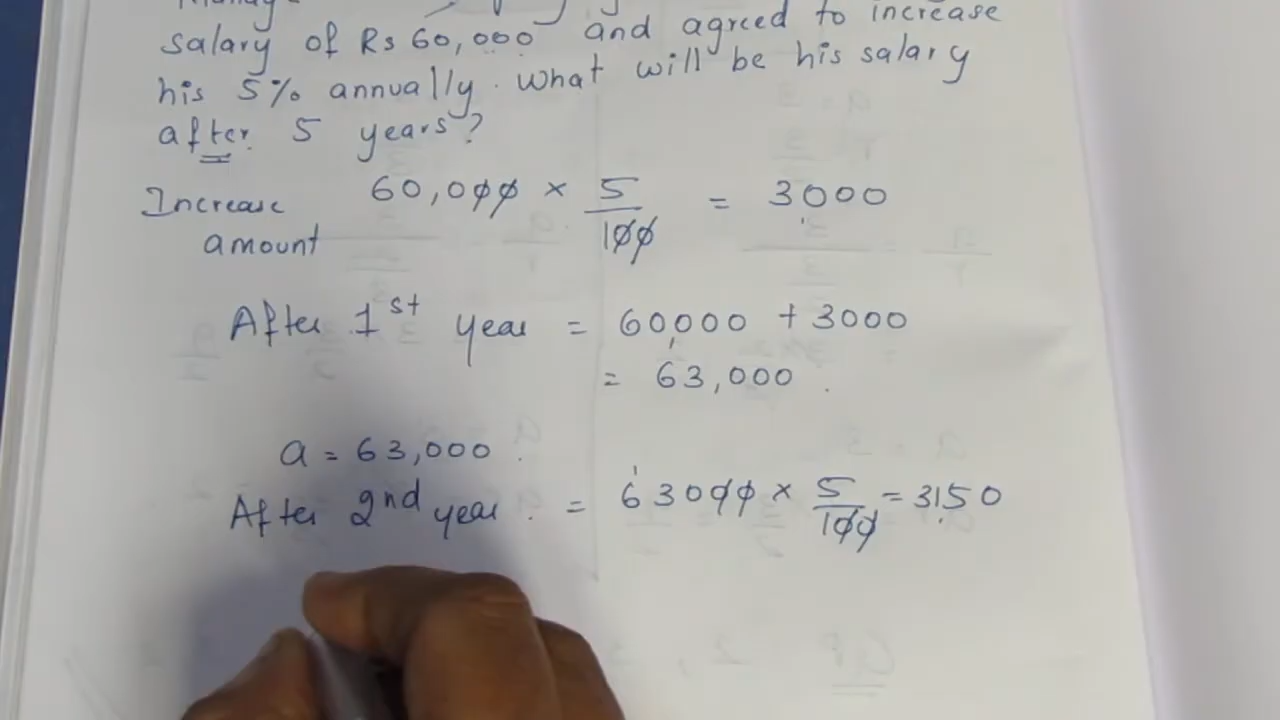 salary of Rs 60,000 and agreed to increase
his 5% annually. What will be his salary
after 5 years?
Increase amount 60,000 × 5/100 = 3000
After 1st year = 60000 + 3000
= 63,000.
a = 63,000.
After 2nd year. = 63000 × 5/100 = 3150